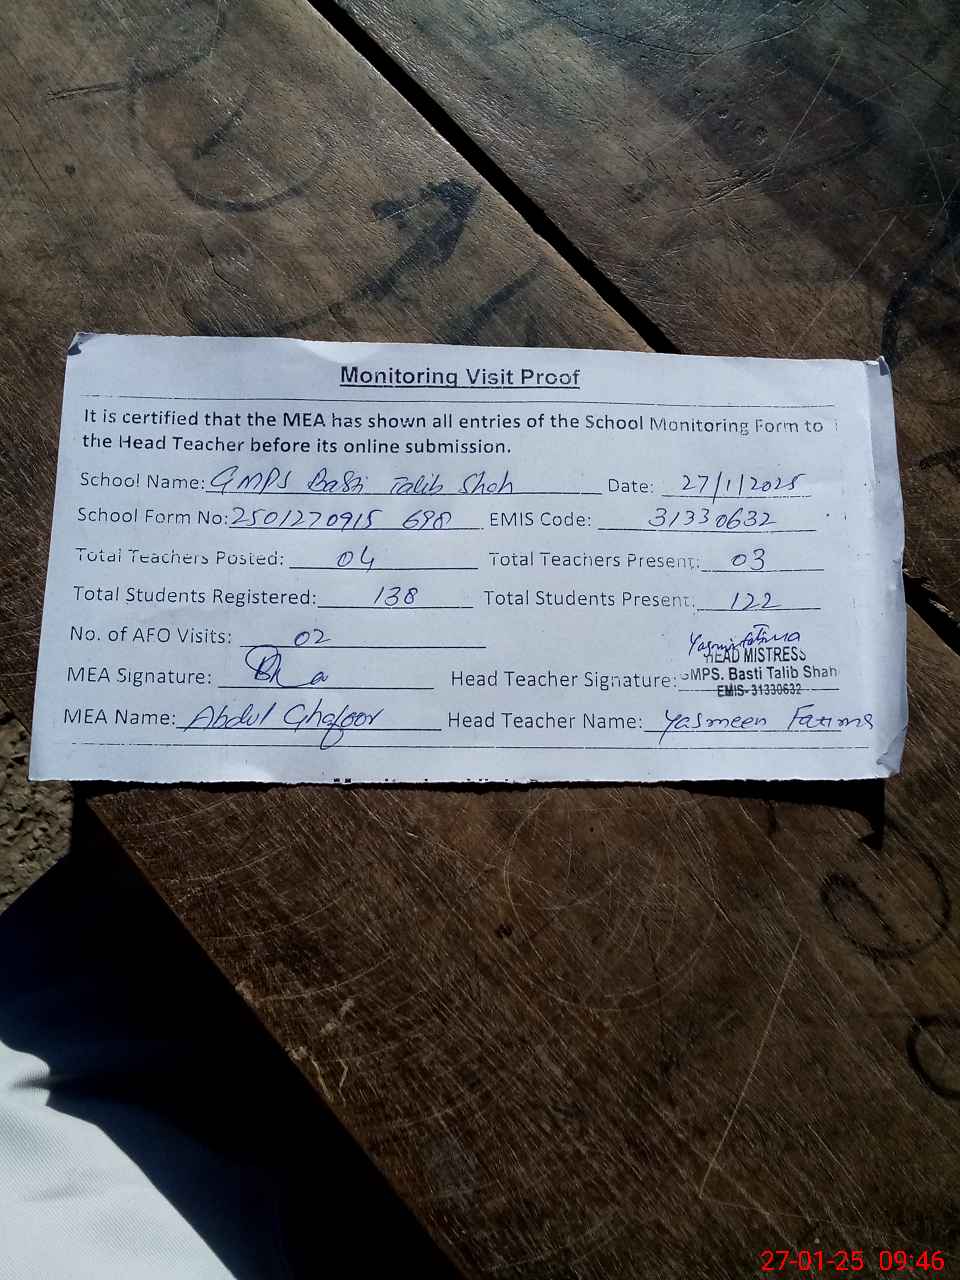 Monitoring Visit Proof
It is certified that the MEA has shown all entries of the School Monitoring Form to
the Head Teacher before its online submission.
School Name: GMPS Basti Talib Shah Date: 27/1/2025
School Form No: 2501270915 698 EMIS Code: 31330632
Total Teachers Posted: 04 Total Teachers Present: 03
Total Students Registered: 138 Total Students Present: 122
No. of AFO Visits: 02
MEA Signature: Head Teacher Signature:
HEAD MISTRESS
GMPS. Basti Talib Shah
EMIS-31330632
MEA Name: Abdul Ghafoor Head Teacher Name: Yasmeen Fatima
27-01-25 09:46